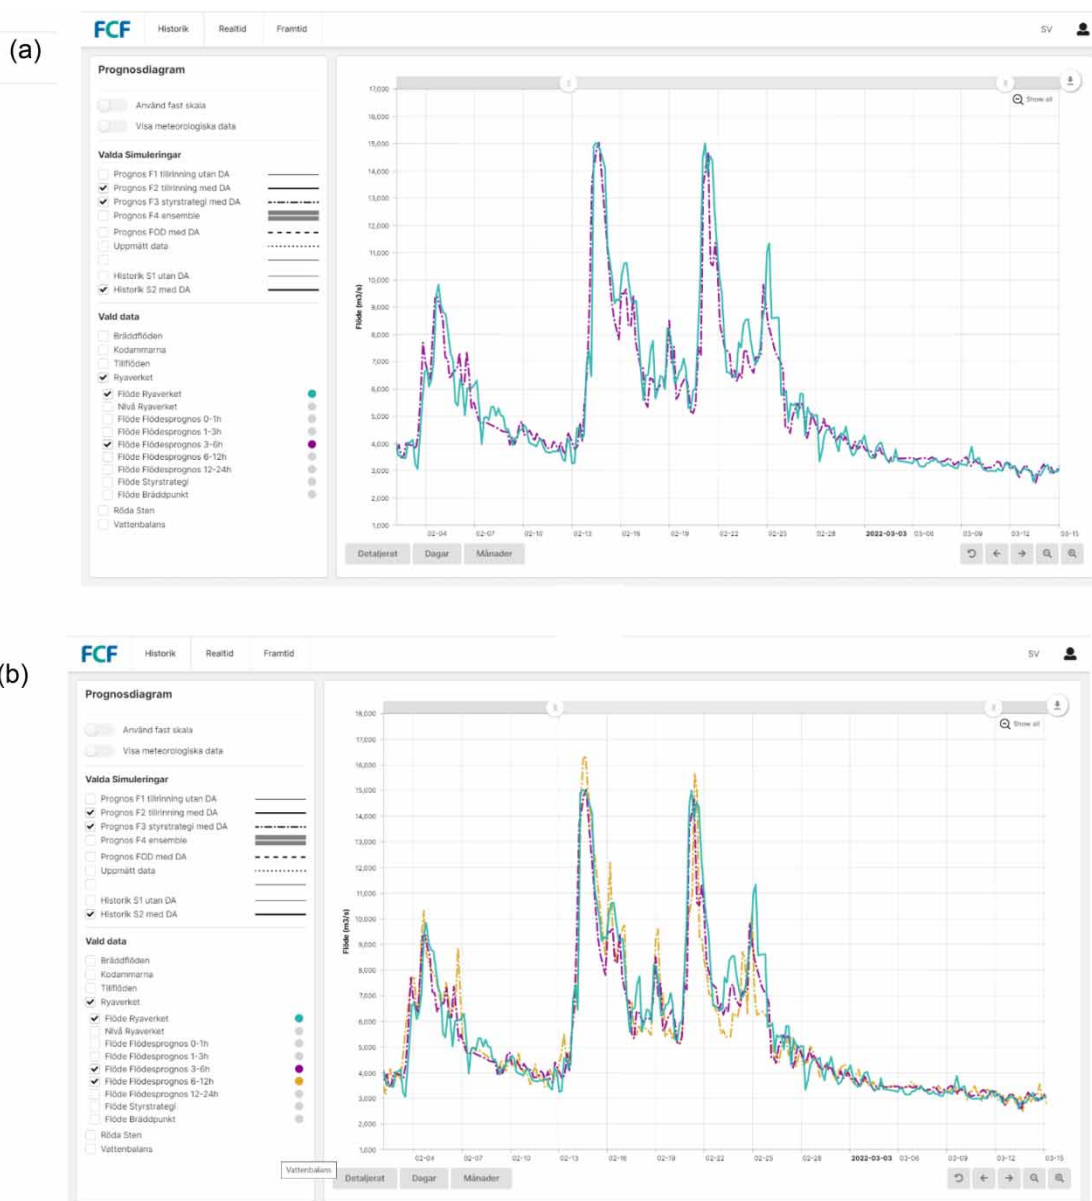 (a)
FCF Historik Realtid Framtid SV
Prognosdiagram
Använd fast skala
Visa meteorologiska data
Valda Simuleringar
Prognos F1 tillrinning utan DA
Prognos F2 tillrinning med DA
Prognos F3 styrstrategi med DA
Prognos F4 ensemble
Prognos FOD med DA
Uppmätt data
Historik S1 utan DA
Historik S2 med DA
Vald data
Bräddflöden
Kodammarna
Tillflöden
Ryaverket
Flöde Ryaverket
Nivå Ryaverket
Flöde Flödesprognos 0-1h
Flöde Flödesprognos 1-3h
Flöde Flödesprognos 3-6h
Flöde Flödesprognos 6-12h
Flöde Flödesprognos 12-24h
Flöde Styrstrategi
Flöde Bräddpunkt
Röda Sten
Vattenbalans
Show all
Flöde (m3/s)
17,000
16,000
15,000
14,000
13,000
12,000
11,000
10,000
9,000
8,000
7,000
6,000
5,000
4,000
3,000
2,000
1,000
02-04 02-07 02-10 02-13 02-16 02-19 02-22 02-25 02-28 2022-03-03 03-06 03-09 03-12 03-15
Detaljerat Dagar Månader
(b)
FCF Historik Realtid Framtid SV
Prognosdiagram
Använd fast skala
Visa meteorologiska data
Valda Simuleringar
Prognos F1 tillrinning utan DA
Prognos F2 tillrinning med DA
Prognos F3 styrstrategi med DA
Prognos F4 ensemble
Prognos FOD med DA
Uppmätt data
Historik S1 utan DA
Historik S2 med DA
Vald data
Bräddflöden
Kodammarna
Tillflöden
Ryaverket
Flöde Ryaverket
Nivå Ryaverket
Flöde Flödesprognos 0-1h
Flöde Flödesprognos 1-3h
Flöde Flödesprognos 3-6h
Flöde Flödesprognos 6-12h
Flöde Flödesprognos 12-24h
Flöde Styrstrategi
Flöde Bräddpunkt
Röda Sten
Vattenbalans
Vattenbalans
Show all
Flöde (m3/s)
18,000
17,000
16,000
15,000
14,000
13,000
12,000
11,000
10,000
9,000
8,000
7,000
6,000
5,000
4,000
3,000
2,000
1,000
02-04 02-07 02-10 02-13 02-16 02-19 02-22 02-25 02-28 2022-03-03 03-06 03-09 03-12 03-15
Detaljerat Dagar Månader